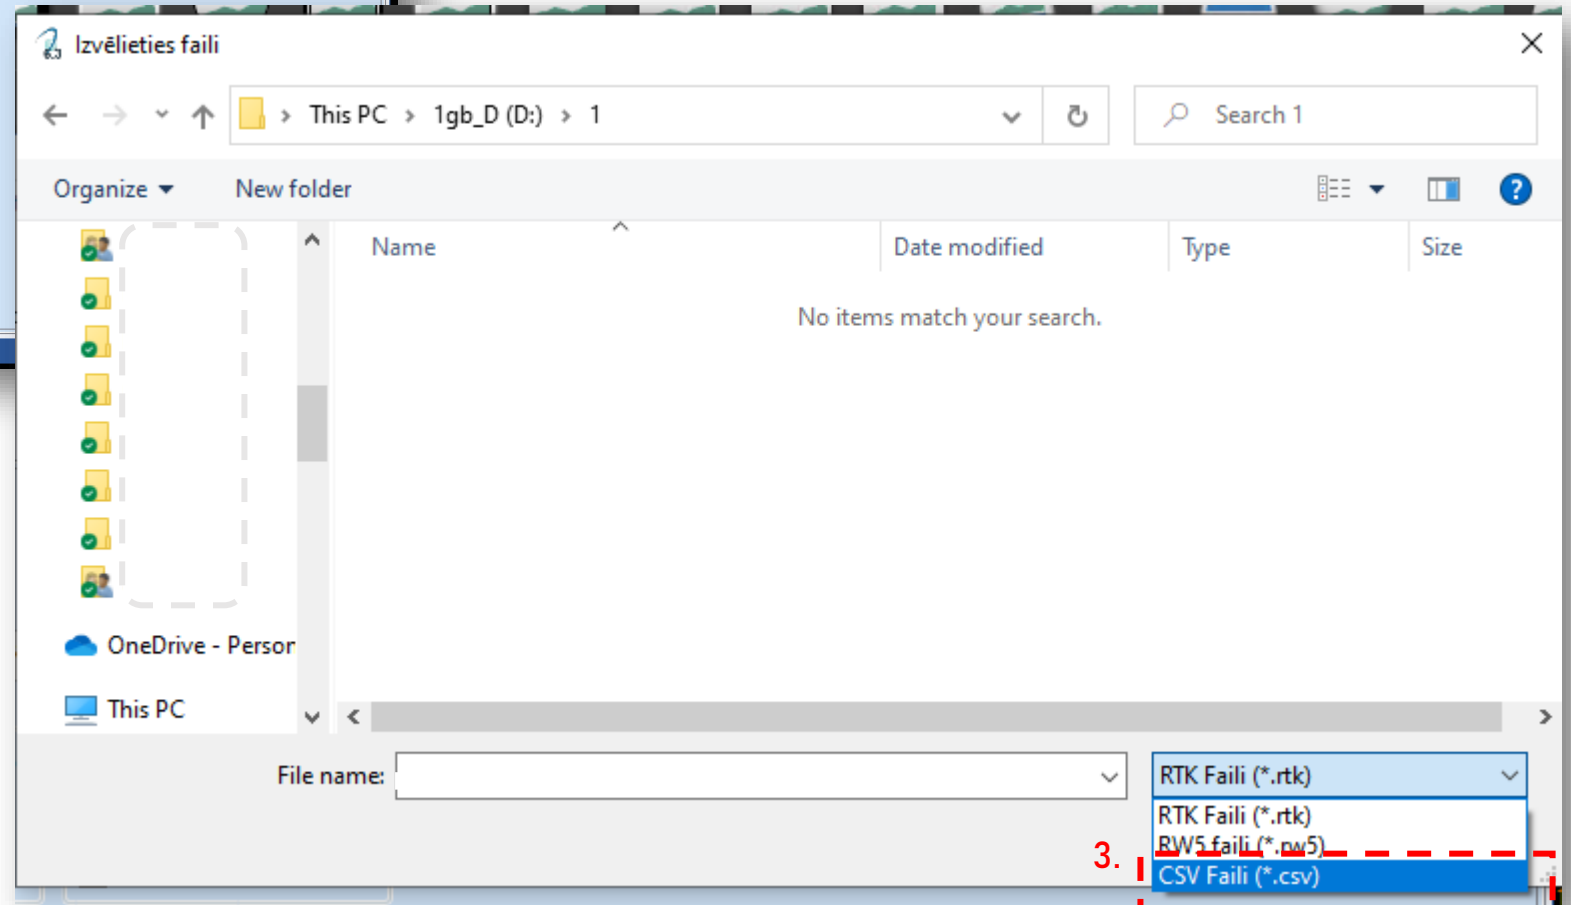 Izvēlieties faili
This PC > 1gb_D (D:) > 1
Search 1
Organize
New folder
Name
Date modified
Type
Size
No items match your search.
OneDrive - Person
This PC
File name:
RTK Faili (*.rtk)
RTK Faili (*.rtk)
RW5 faili (*.rw5)
3.
CSV Faili (*.csv)